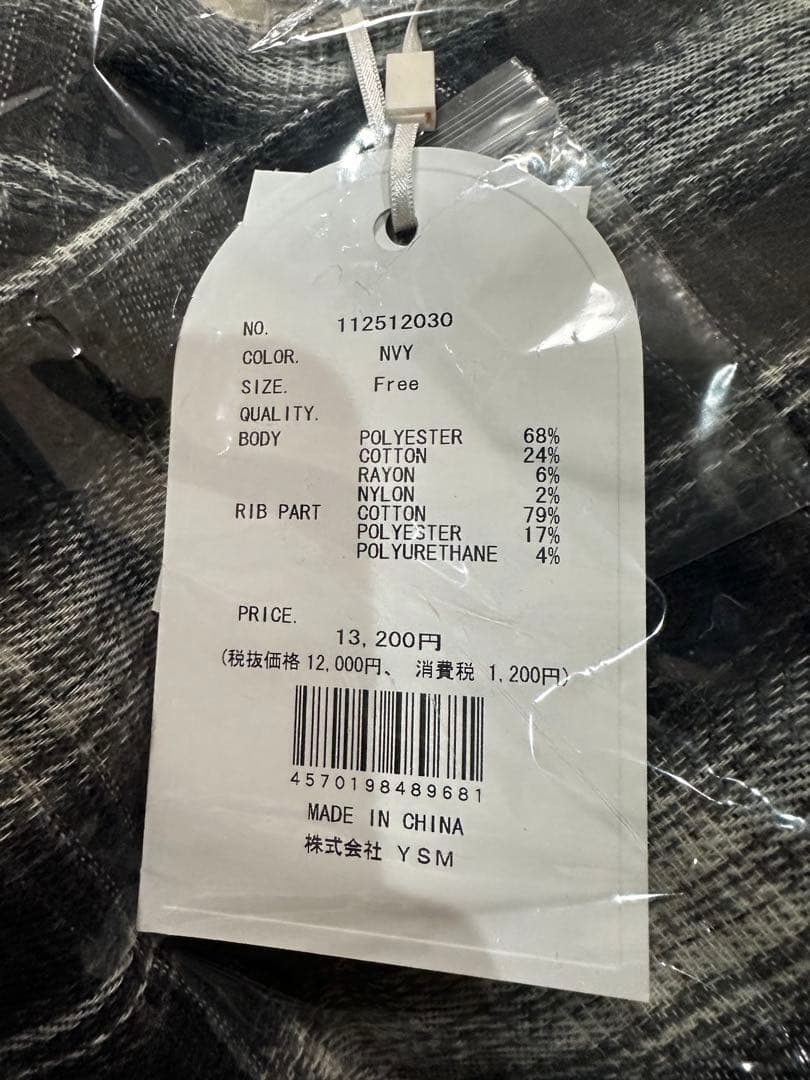 NO. 112512030
COLOR. NVY
SIZE. Free
QUALITY.
BODY POLYESTER 68%
COTTON 24%
RAYON 6%
NYLON 2%
RIB PART COTTON 79%
POLYESTER 17%
POLYURETHANE 4%
PRICE.
13,200円
(税抜価格 12,000円、 消費税 1,200円)
4570198489681
MADE IN CHINA
株式会社 YSM